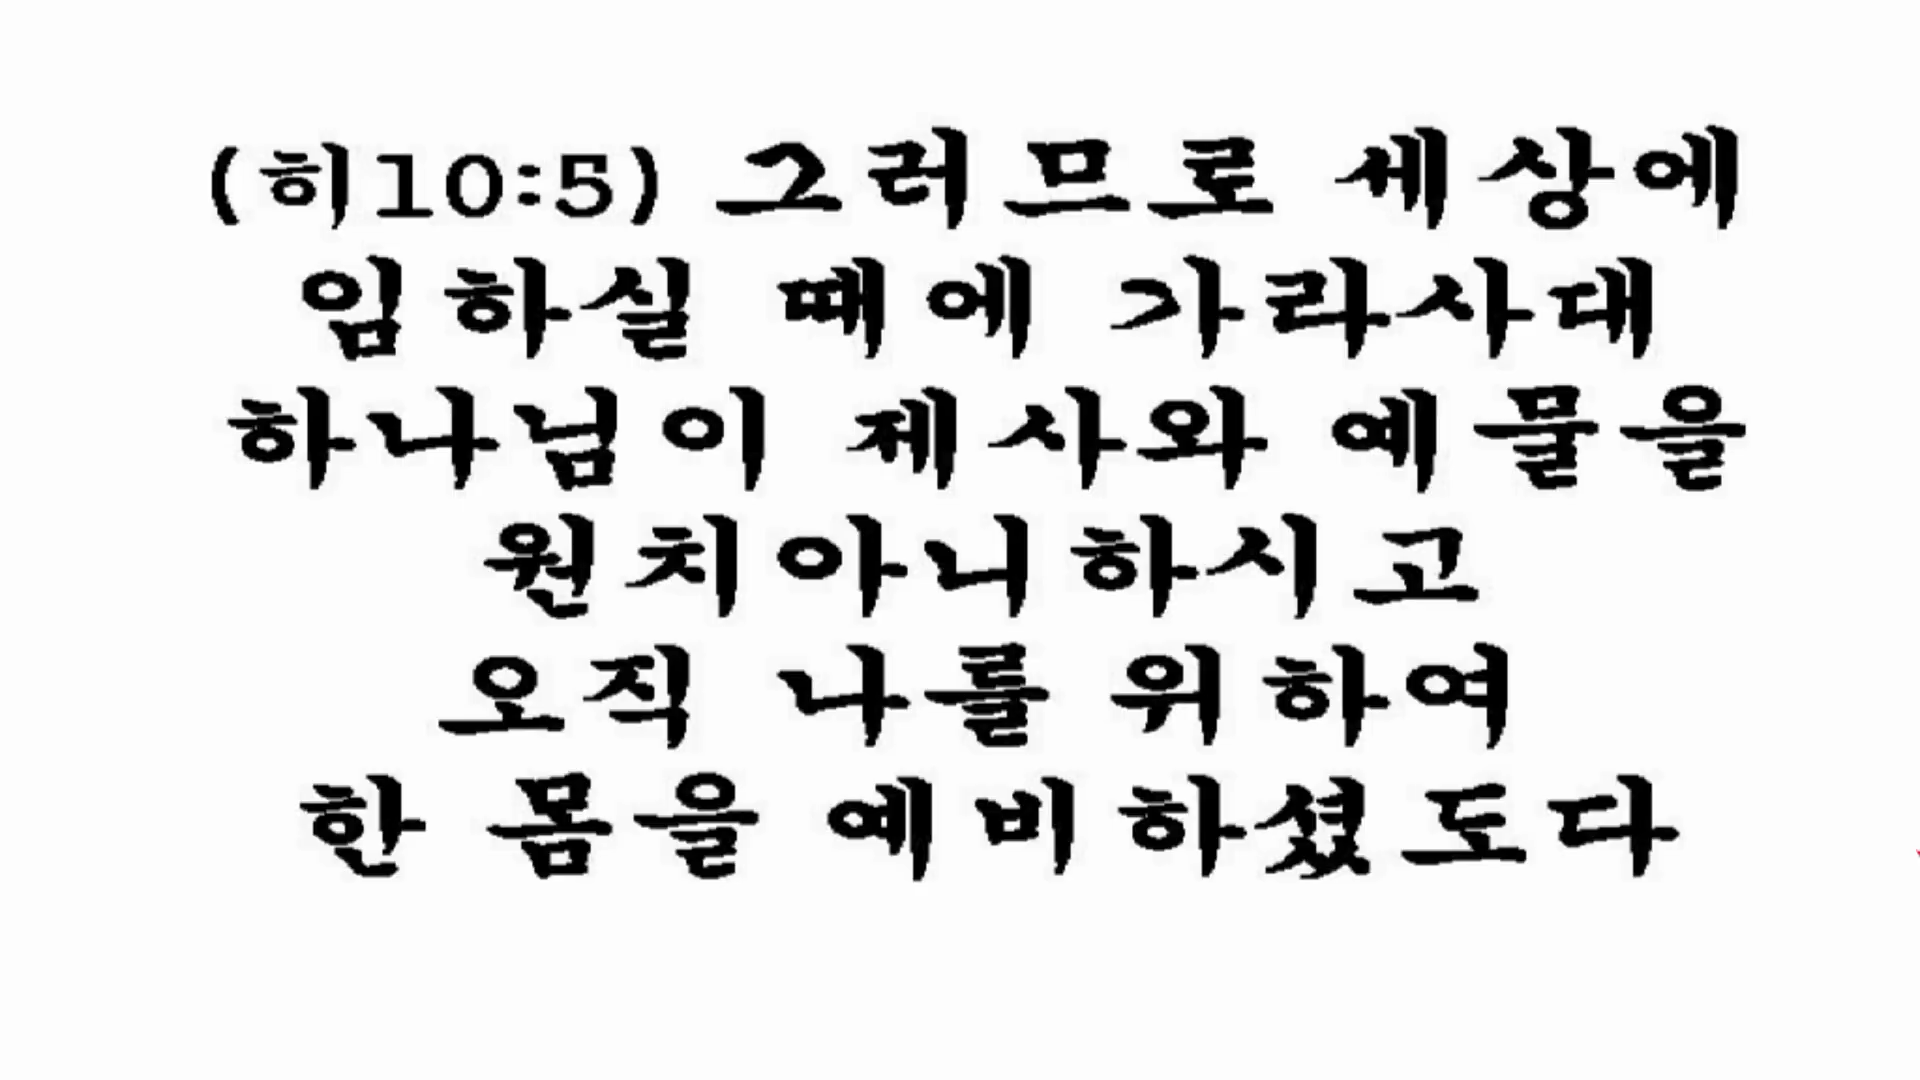 (히10:5) 그러므로 세상에
임하실 때에 가라사대
하나님이 제사와 예물을
원치아니하시고
오직 나를 위하여
한 몸을 예비하셨도다